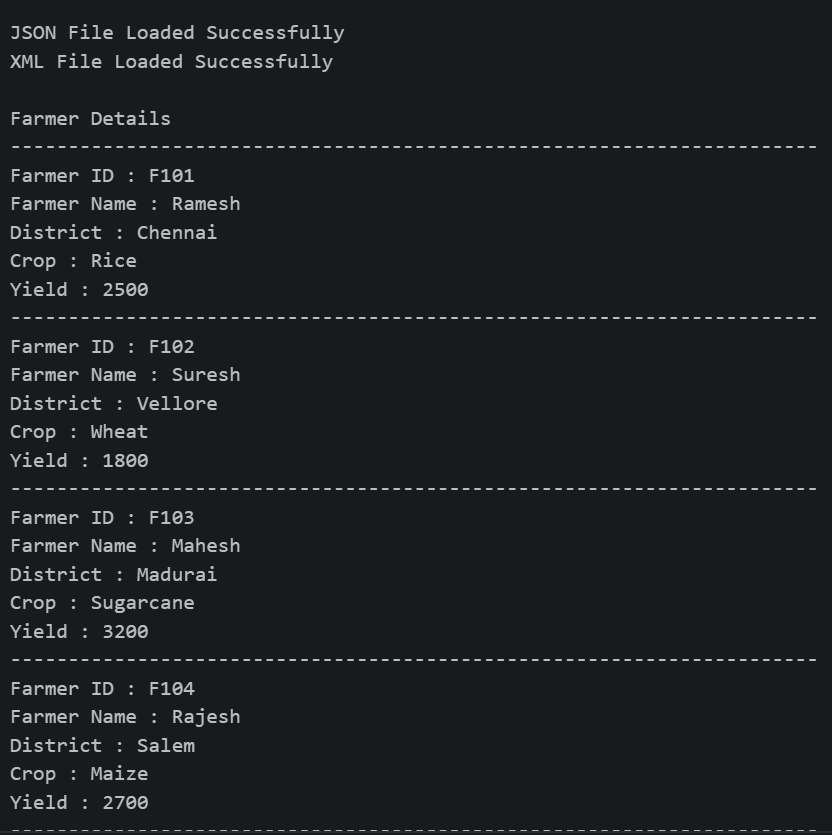 JSON File Loaded Successfully
XML File Loaded Successfully
Farmer Details
----------------------------------------------------------------------
Farmer ID : F101
Farmer Name : Ramesh
District : Chennai
Crop : Rice
Yield : 2500
----------------------------------------------------------------------
Farmer ID : F102
Farmer Name : Suresh
District : Vellore
Crop : Wheat
Yield : 1800
----------------------------------------------------------------------
Farmer ID : F103
Farmer Name : Mahesh
District : Madurai
Crop : Sugarcane
Yield : 3200
----------------------------------------------------------------------
Farmer ID : F104
Farmer Name : Rajesh
District : Salem
Crop : Maize
Yield : 2700
----------------------------------------------------------------------